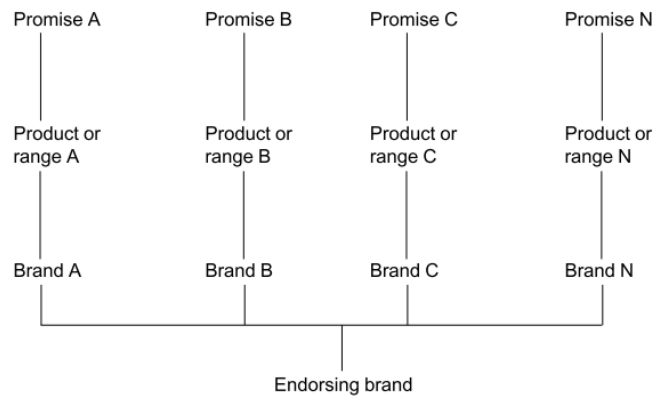 Promise A
Promise B
Promise C
Promise N
Product or
range A
Product or
range B
Product or
range C
Product or
range N
Brand A
Brand B
Brand C
Brand N
Endorsing brand